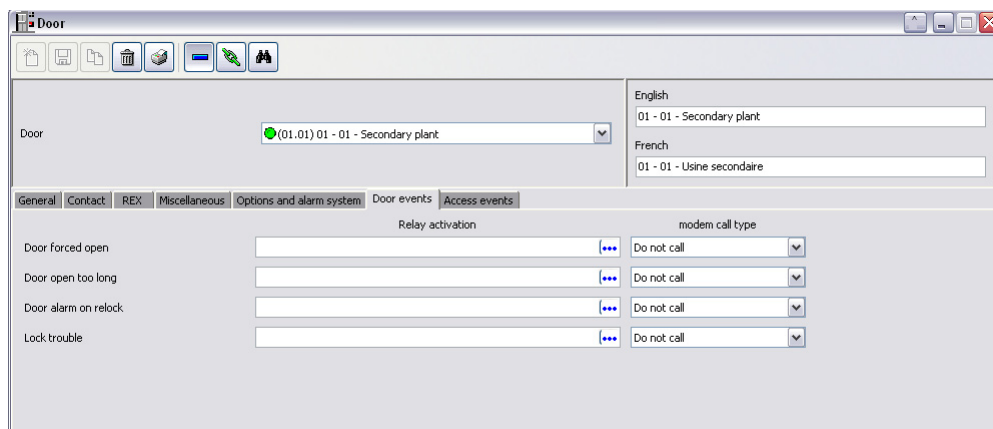 Door
English
01 - 01 - Secondary plant
Door
(01.01) 01 - 01 - Secondary plant
French
01 - 01 - Usine secondaire
General Contact REX Miscellaneous Options and alarm system Door events Access events
Relay activation modem call type
Door forced open Do not call
Door open too long Do not call
Door alarm on relock Do not call
Lock trouble Do not call